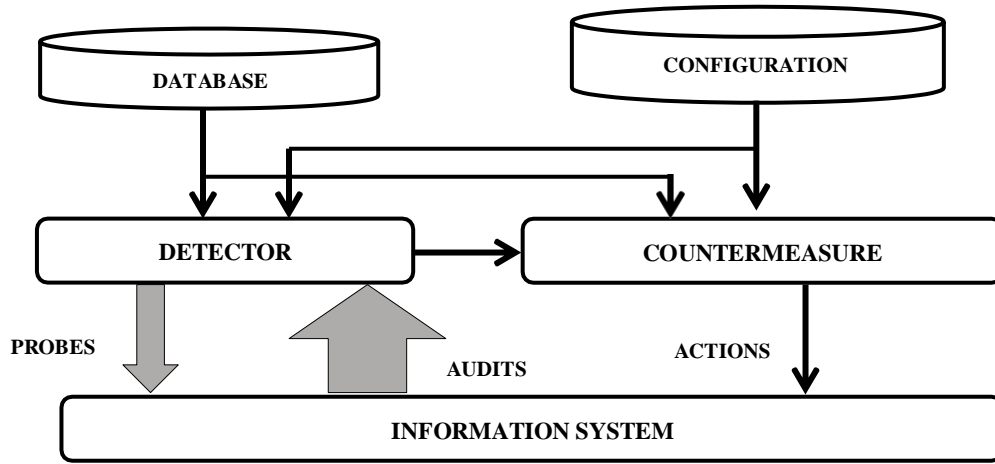 DATABASE
CONFIGURATION
DETECTOR
COUNTERMEASURE
PROBES
AUDITS
ACTIONS
INFORMATION SYSTEM